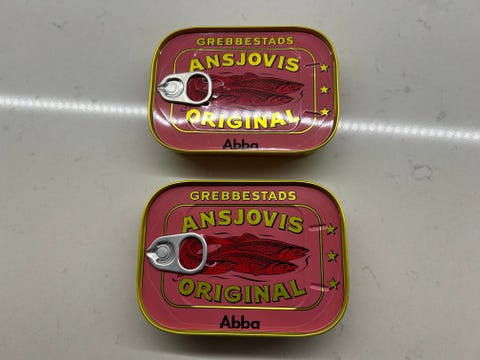 GREBBESTADS
ANSJOVIS
ORIGINAL
Abba
GREBBESTADS
ANSJOVIS
ORIGINAL
Abba